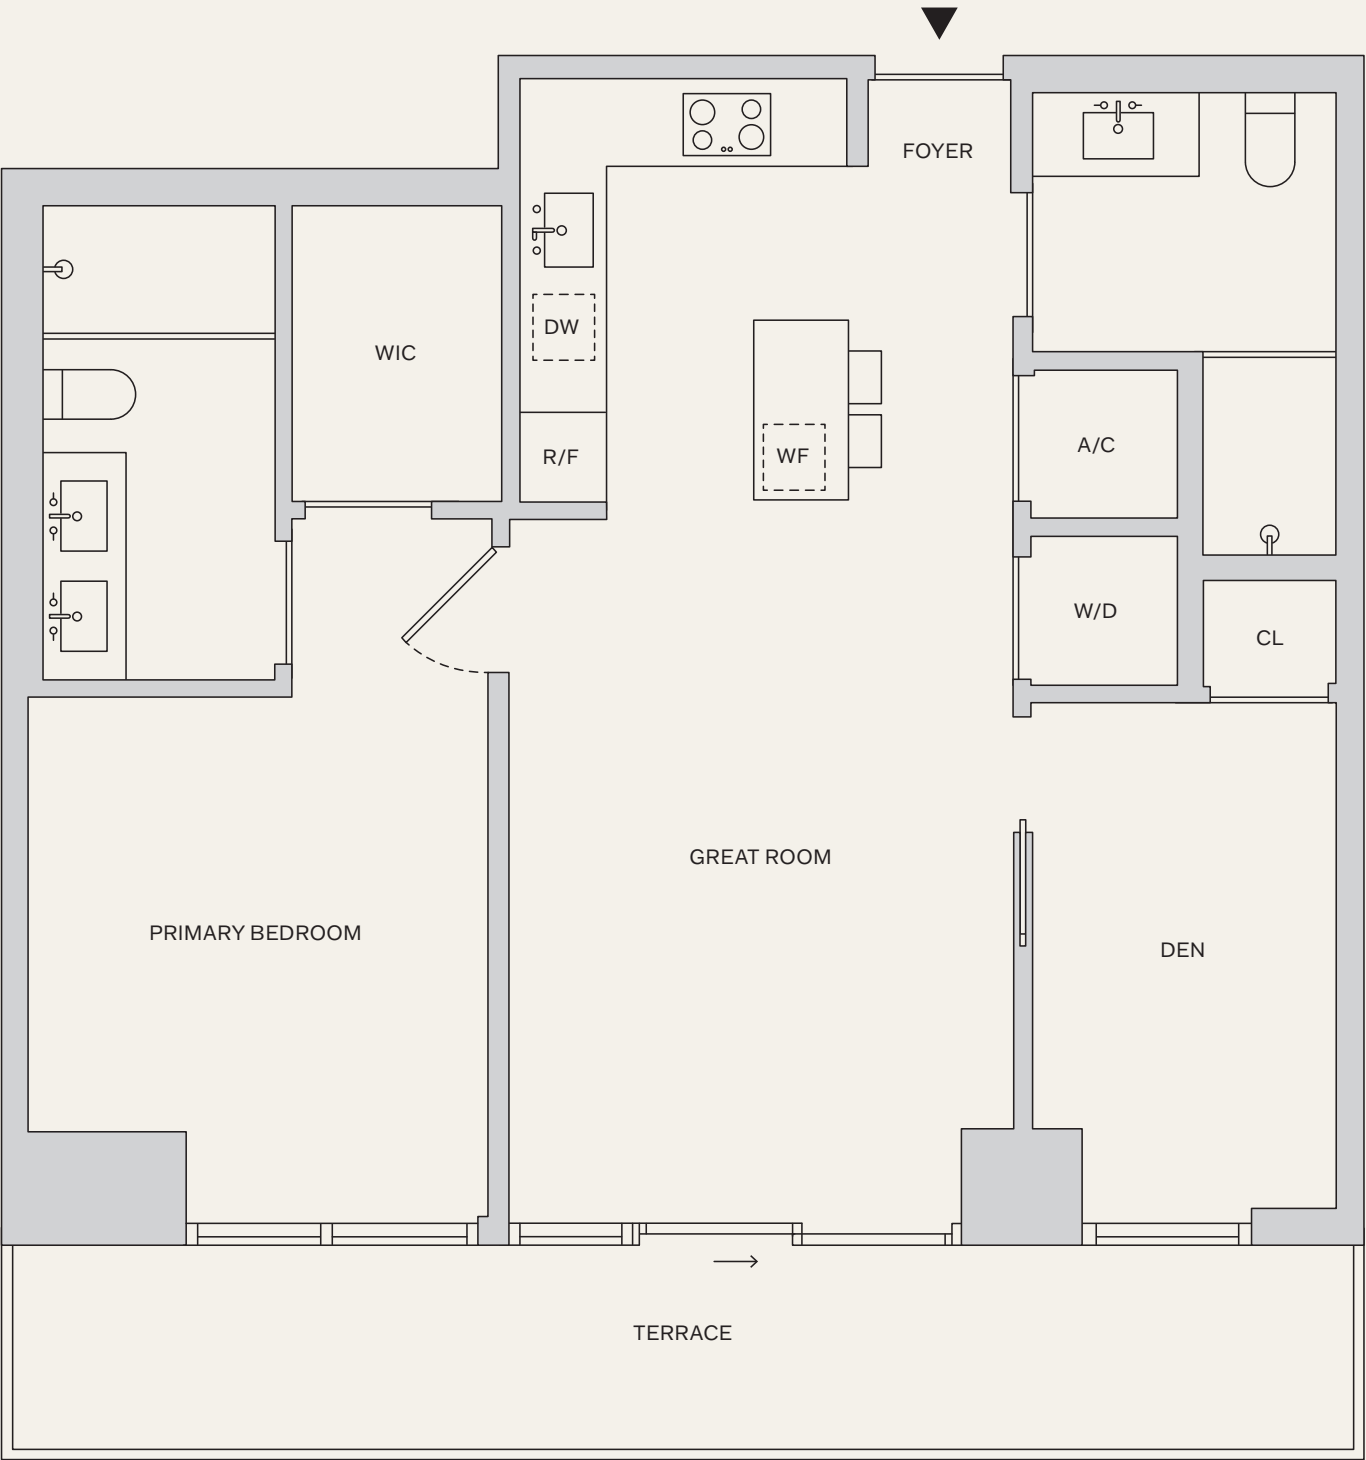 FOYER
DW
WIC
A/C
R/F
WF
W/D
CL
GREAT ROOM
PRIMARY BEDROOM
DEN
TERRACE